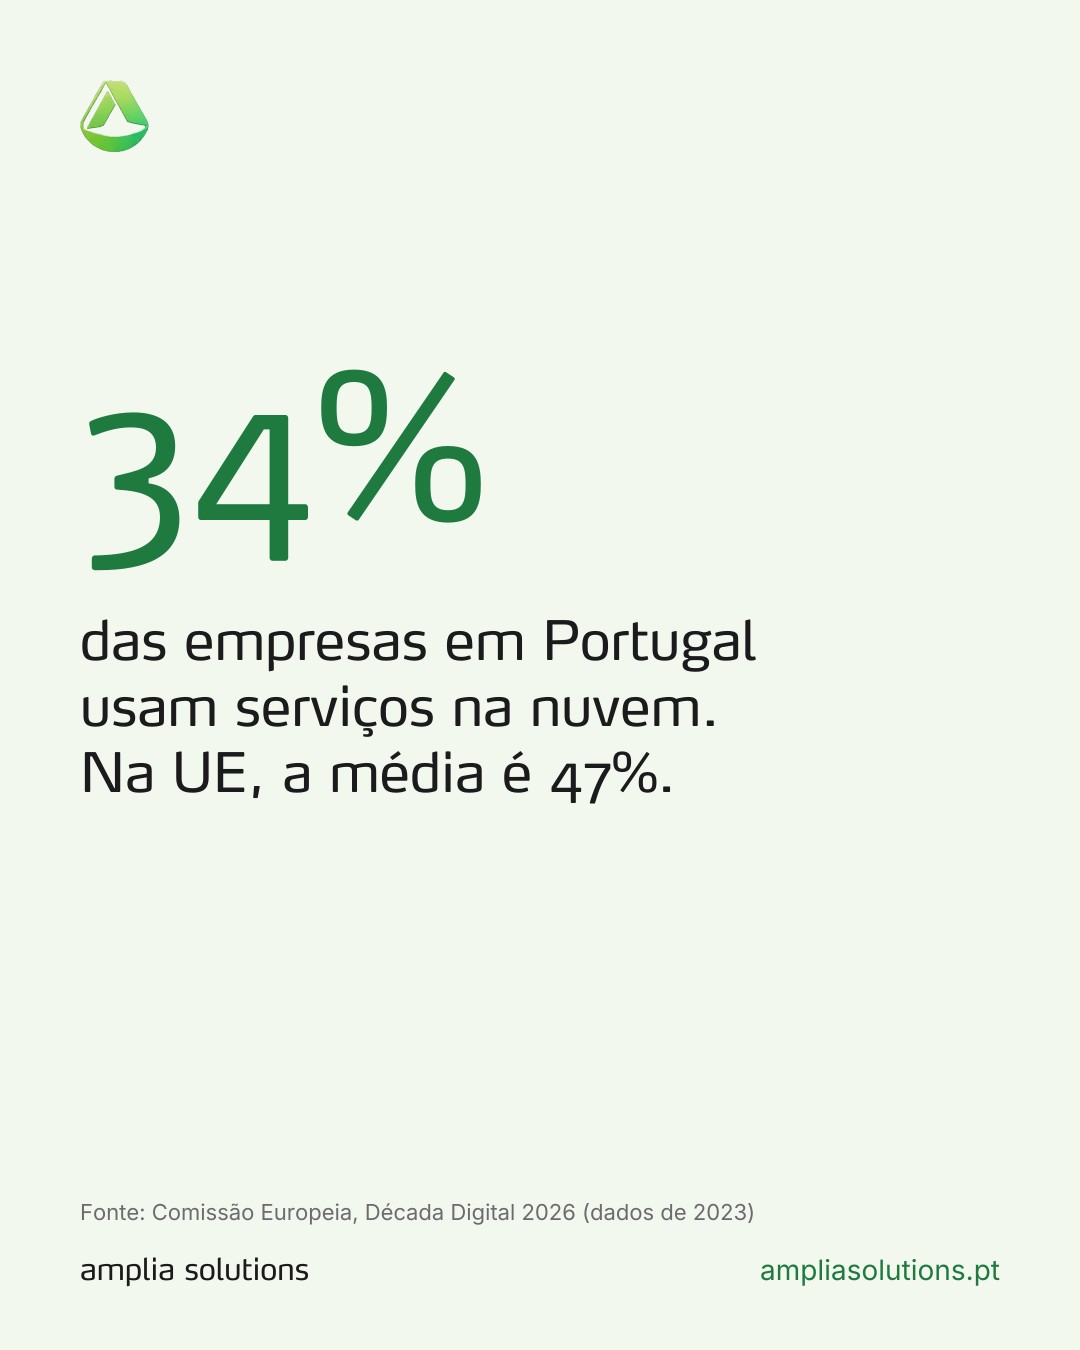 34%
das empresas em Portugal
usam serviços na nuvem.
Na UE, a média é 47%.
Fonte: Comissão Europeia, Década Digital 2026 (dados de 2023)
amplia solutions
ampliasolutions.pt